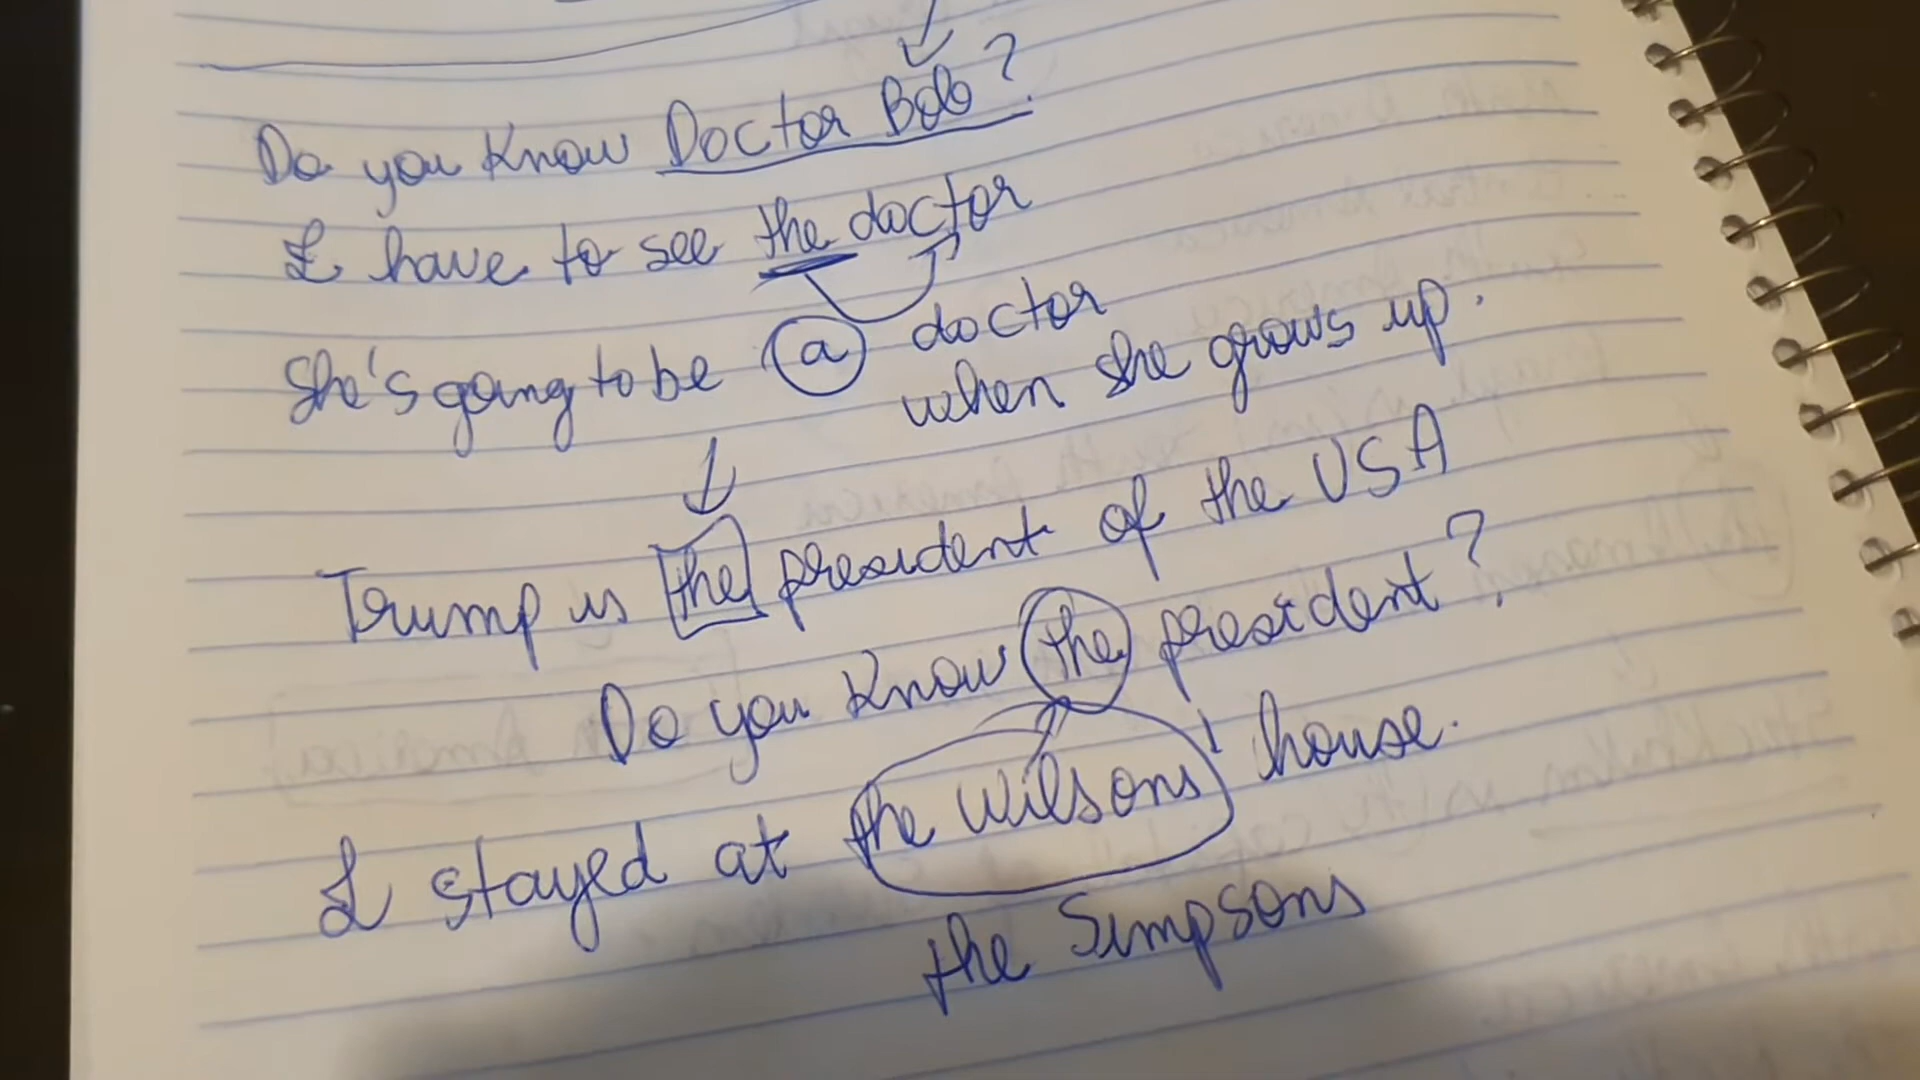 Do you know Doctor Bob?
I have to see the doctor
She's going to be a doctor
when she grows up.
Trump is the president of the USA
Do you know the president?
I stayed at the Wilsons' house.
the Simpsons